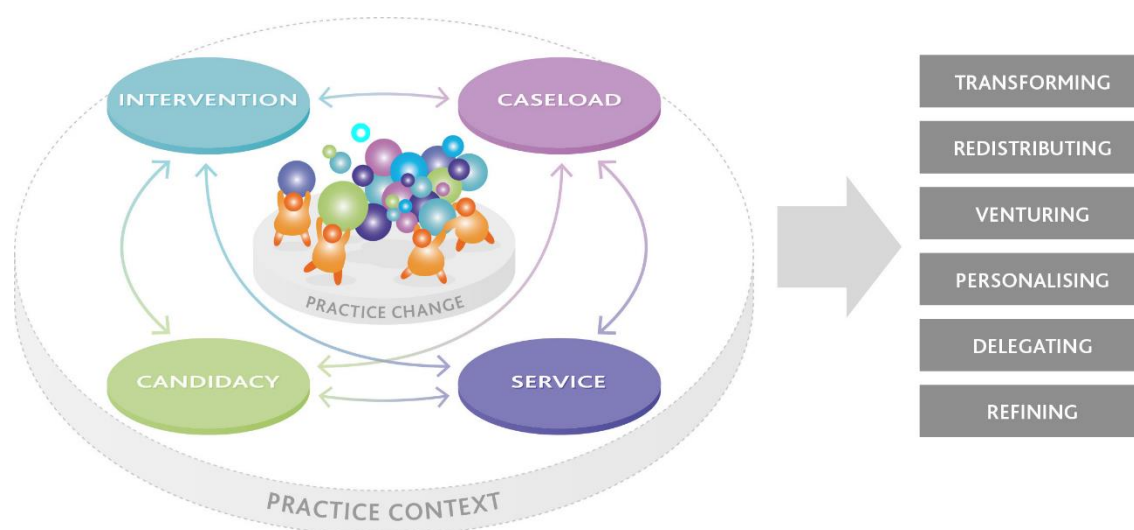 INTERVENTION
CASELOAD
PRACTICE CHANGE
CANDIDACY
SERVICE
PRACTICE CONTEXT
TRANSFORMING
REDISTRIBUTING
VENTURING
PERSONALISING
DELEGATING
REFINING